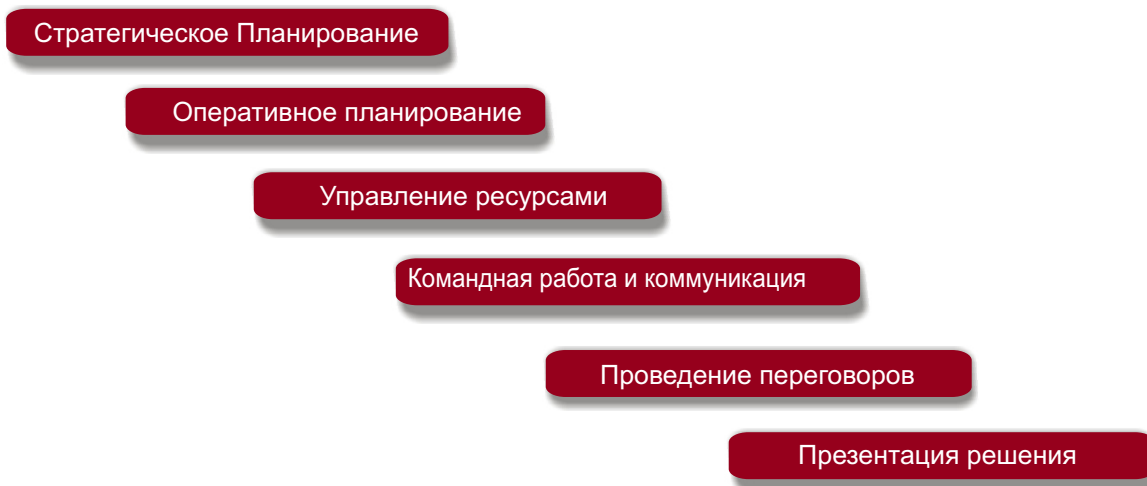 Стратегическое Планирование
Оперативное планирование
Управление ресурсами
Командная работа и коммуникация
Проведение переговоров
Презентация решения